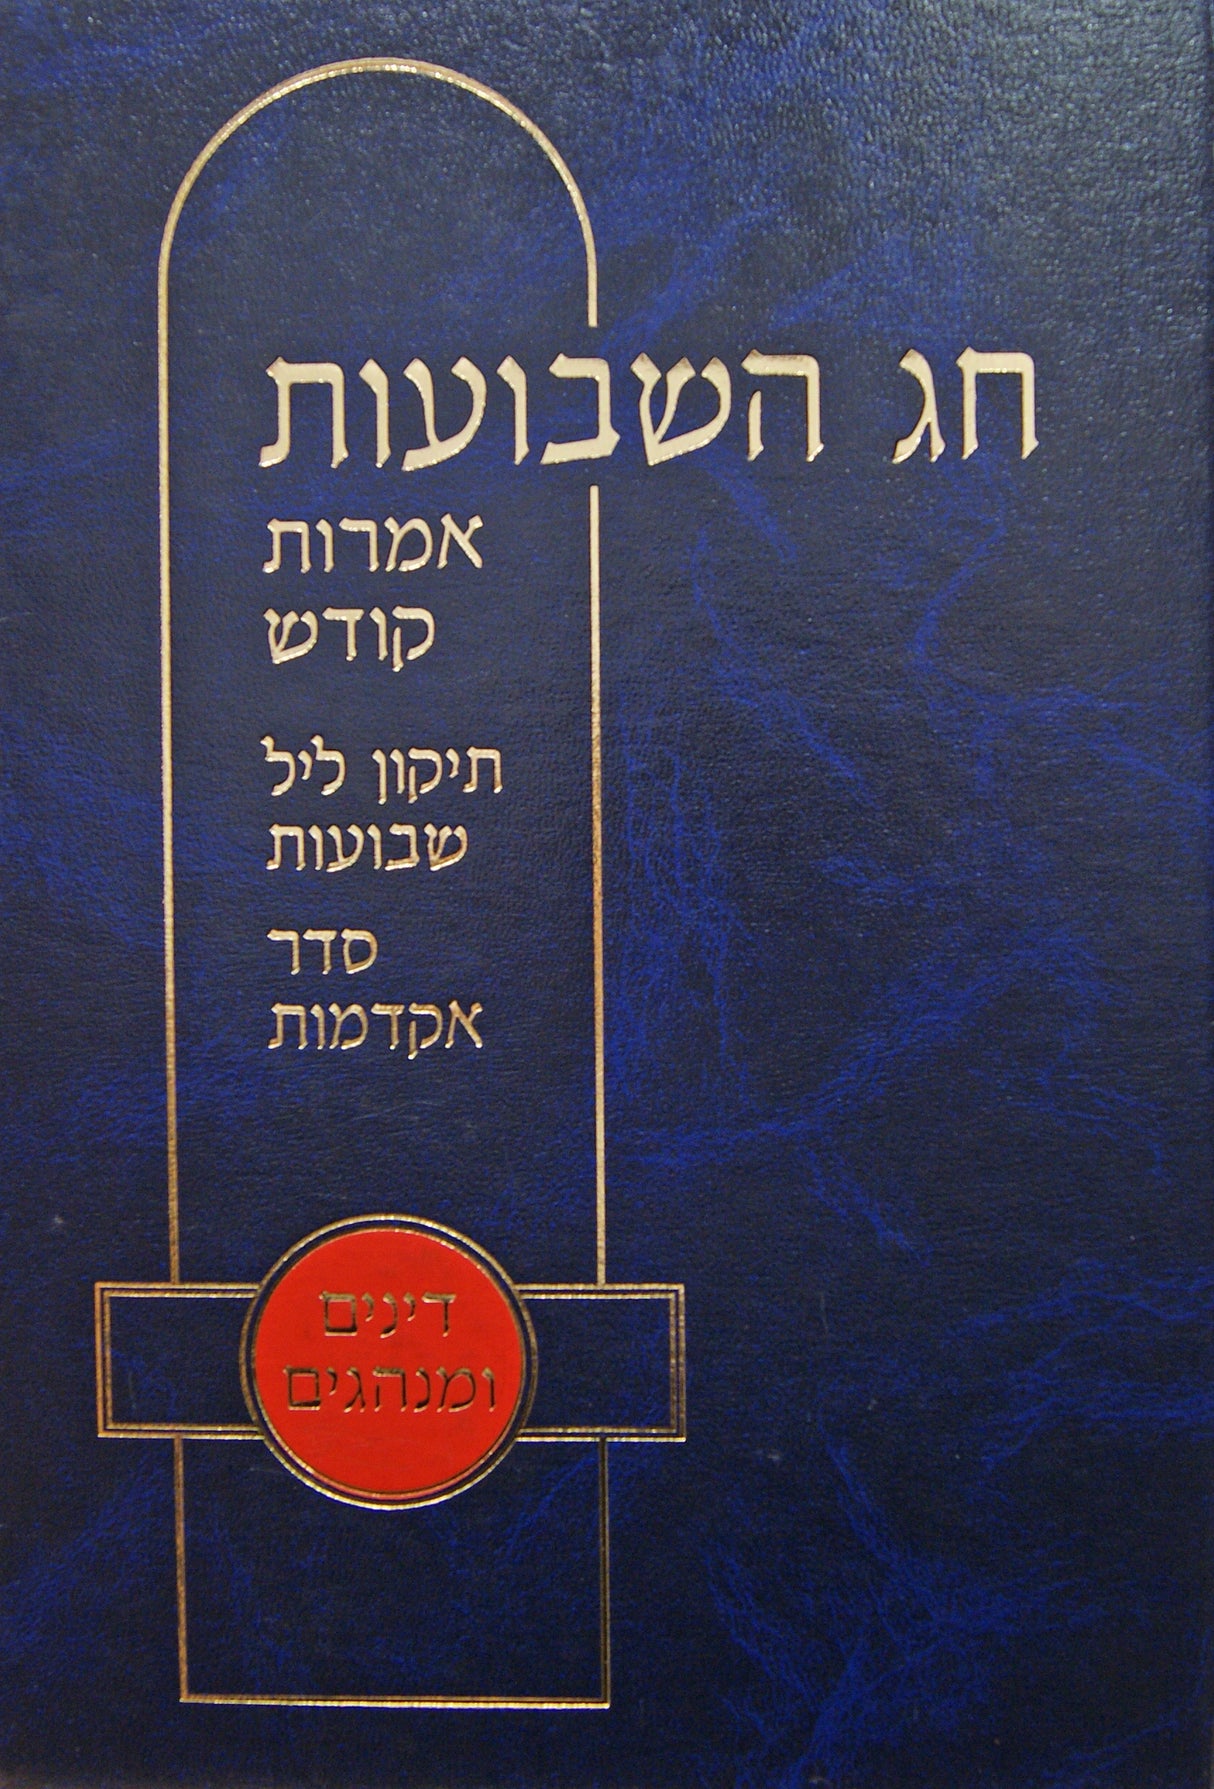 חג השבועות
אמרות
קודש
תיקון ליל
שבועות
סדר
אקדמות
דינים
ומנהגים